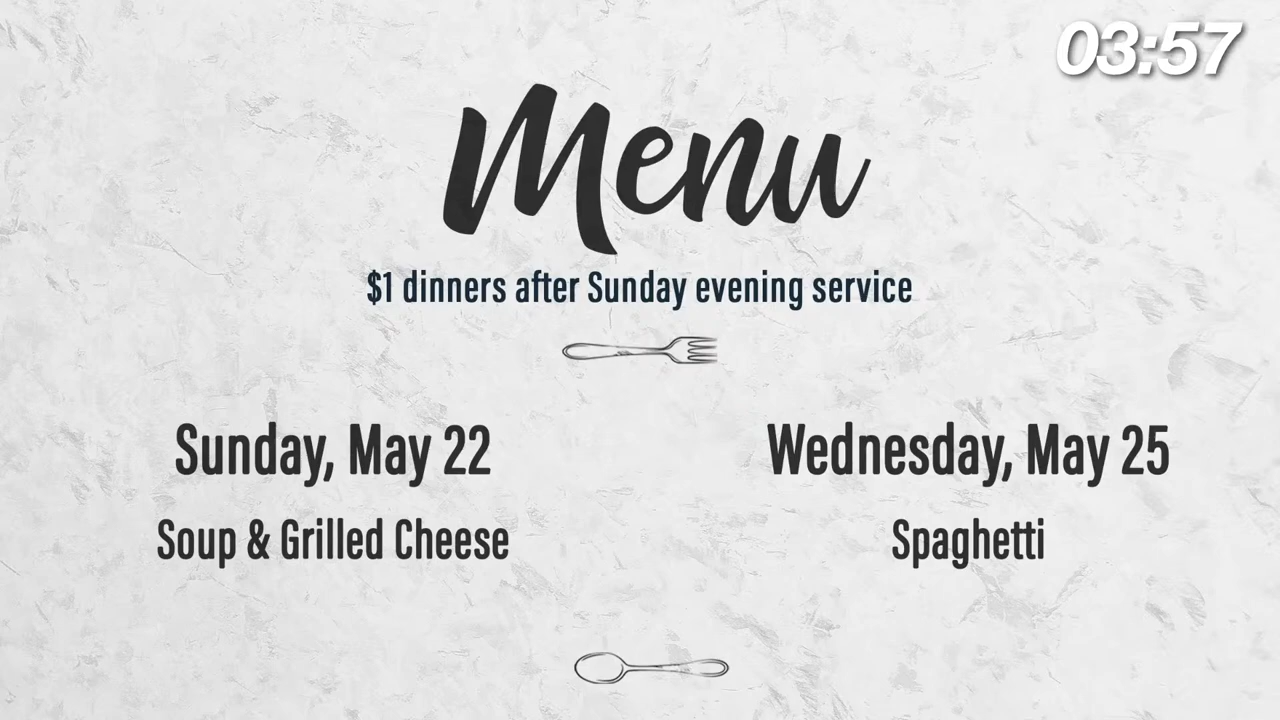 03:57
Menu
$1 dinners after Sunday evening service
Sunday, May 22
Soup & Grilled Cheese
Wednesday, May 25
Spaghetti